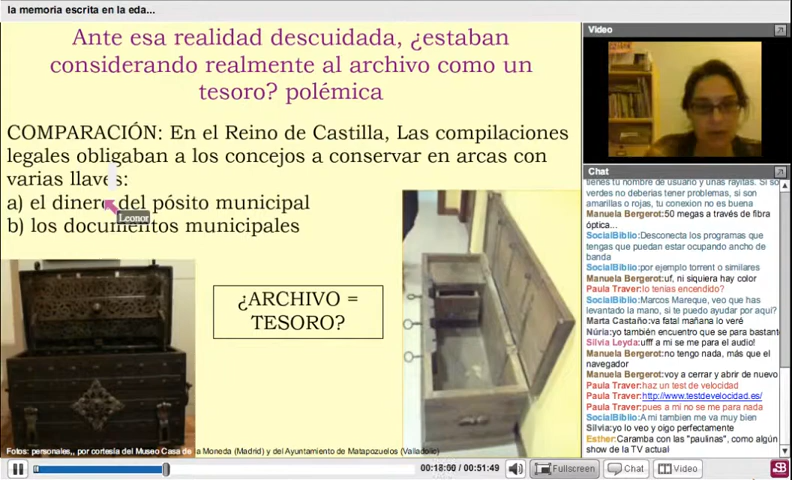 la memoria escrita en la eda...
Ante esa realidad descuidada, ¿estaban
considerando realmente al archivo como un
tesoro? polémica
COMPARACIÓN: En el Reino de Castilla, Las compilaciones
legales obligaban a los concejos a conservar en arcas con
varias llaves:
a) el dinero del pósito municipal
Leonor
b) los documentos municipales
¿ARCHIVO =
TESORO?
Fotos: personales,, por cortesía del Museo Casa de la Moneda (Madrid) y del Ayuntamiento de Matapozuelos (Valladolid)
Video
Chat
tienes tu nombre de usuario y unas rayitas. Si son
verdes no deberias tener problemas, si son
amarillas o rojas, tu conexion no es buena
Manuela Bergerot:50 megas a través de fibra
óptica...
SocialBiblio:Desconecta los programas que
tengas que puedan estar ocupando ancho de
banda
SocialBiblio:por ejemplo torrent o similares
Manuela Bergerot:uf, ni siquiera hay color
Paula Traver:lo tenias encendido?
SocialBiblio:Marcos Mareque, veo que has
levantado la mano, si te puedo ayudar por aquí?
Marta Castaño:va fatal mañana lo veré
Núria:yo también encuentro que se para bastante
Silvia Leyda:ufff a mi se me para el audio!
Manuela Bergerot:no tengo nada, más que el
navegador
Manuela Bergerot:voy a cerrar y abrir de nuevo
Paula Traver:haz un test de velocidad
Paula Traver:http://www.testdevelocidad.es/
Paula Traver:pues a mi no se me para nada
SocialBiblio:A mi tambien me va muy bien
Silvia:yo lo veo y oigo perfectamente
Esther:Caramba con las "paulinas", como algún
show de la TV actual
00:18:00 / 00:51:49
Fullscreen
Chat
Video
SB